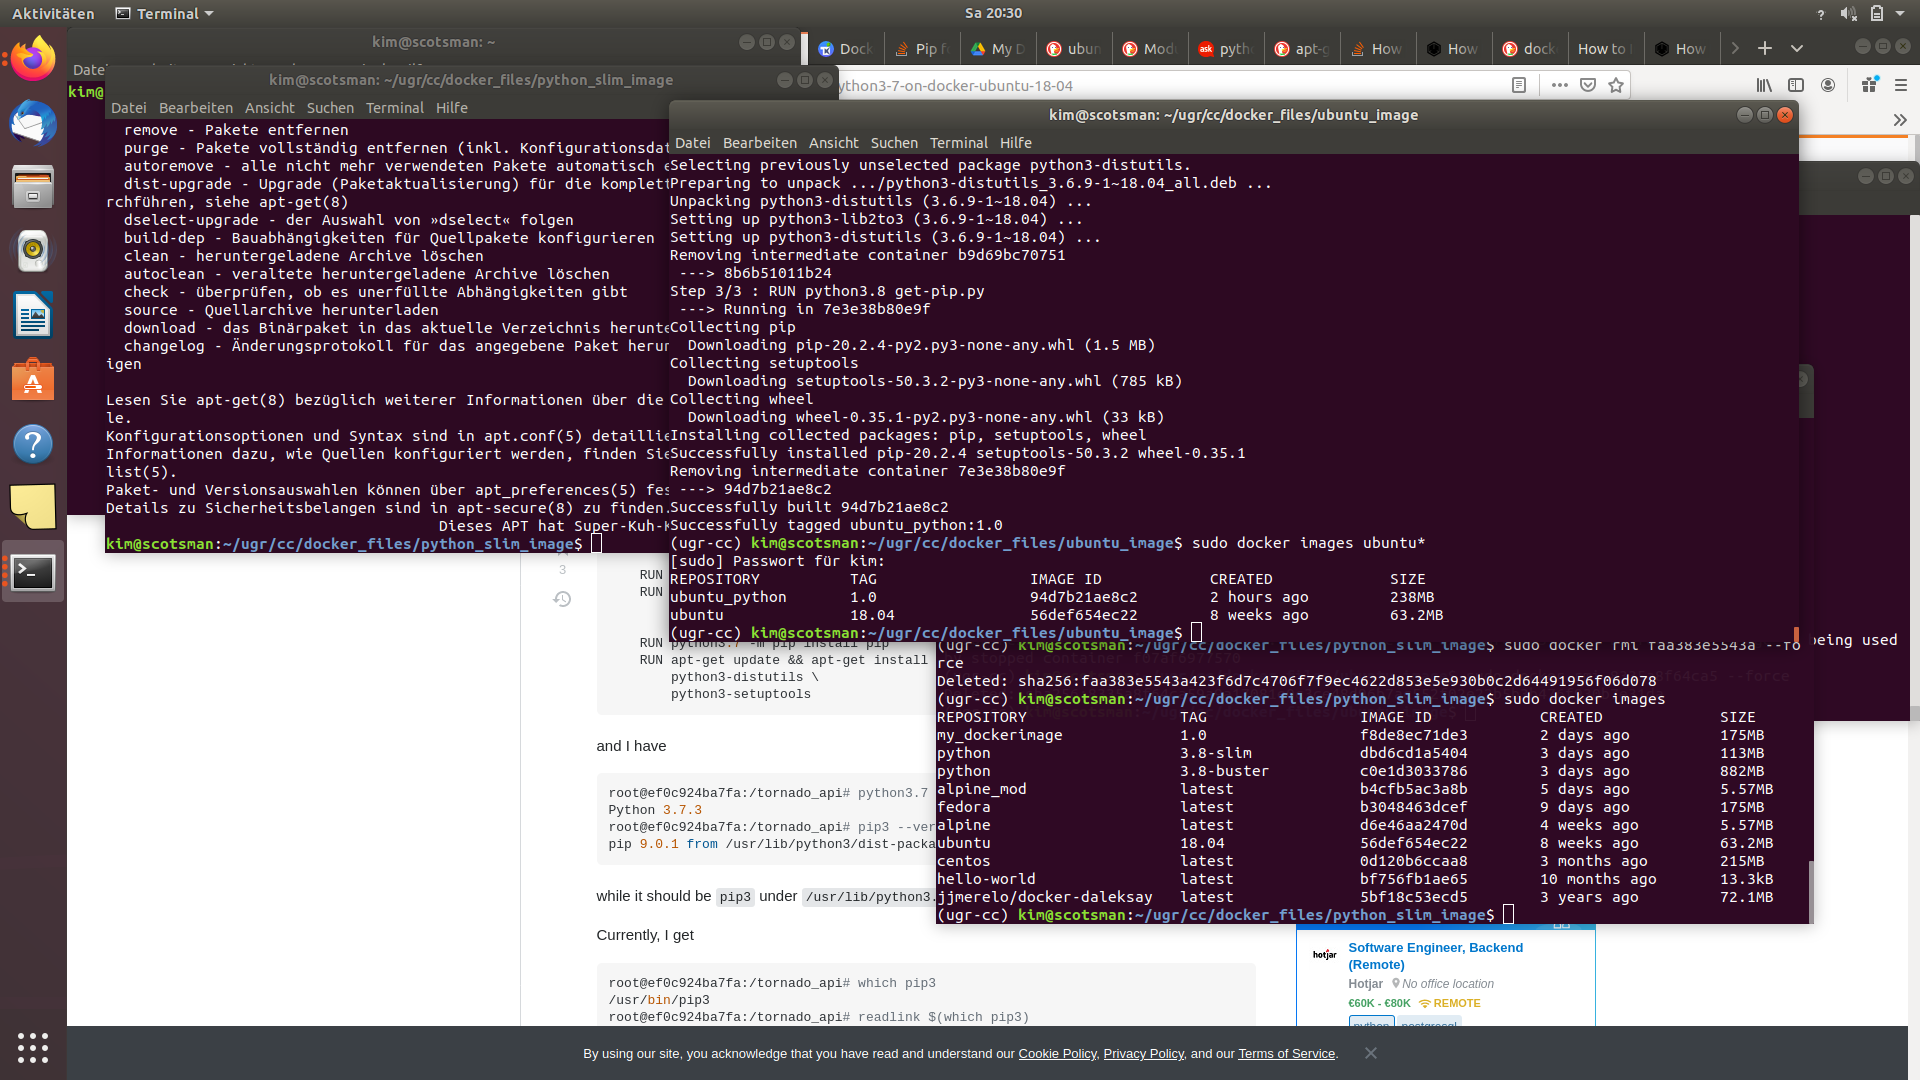 Aktivitäten
Terminal
Sa 20:30
?
kim@scotsman: ~
Datei
kim@
Dock
Pip f
My D
ubun
Mod
pyth
apt-g
How
How
dock
How to
How
ython3-7-on-docker-ubuntu-18-04
kim@scotsman: ~/ugr/cc/docker_files/python_slim_image
Datei Bearbeiten Ansicht Suchen Terminal Hilfe
remove - Pakete entfernen
purge - Pakete vollständig entfernen (inkl. Konfigurationsdat
autoremove - alle nicht mehr verwendeten Pakete automatisch e
dist-upgrade - Upgrade (Paketaktualisierung) für die komplett
rchführen, siehe apt-get(8)
dselect-upgrade - der Auswahl von »dselect« folgen
build-dep - Bauabhängigkeiten für Quellpakete konfigurieren
clean - heruntergeladene Archive löschen
autoclean - veraltete heruntergeladene Archive löschen
check - überprüfen, ob es unerfüllte Abhängigkeiten gibt
source - Quellarchive herunterladen
download - das Binärpaket in das aktuelle Verzeichnis herunte
changelog - Änderungsprotokoll für das angegebene Paket herun
igen
Lesen Sie apt-get(8) bezüglich weiterer Informationen über die
le.
Konfigurationsoptionen und Syntax sind in apt.conf(5) detaillie
Informationen dazu, wie Quellen konfiguriert werden, finden Sie
list(5).
Paket- und Versionsauswahlen können über apt_preferences(5) fes
Details zu Sicherheitsbelangen sind in apt-secure(8) zu finden.
Dieses APT hat Super-Kuh-K
kim@scotsman:~/ugr/cc/docker_files/python_slim_image$
kim@scotsman: ~/ugr/cc/docker_files/ubuntu_image
Datei Bearbeiten Ansicht Suchen Terminal Hilfe
Selecting previously unselected package python3-distutils.
Preparing to unpack .../python3-distutils_3.6.9-1~18.04_all.deb ...
Unpacking python3-distutils (3.6.9-1~18.04) ...
Setting up python3-lib2to3 (3.6.9-1~18.04) ...
Setting up python3-distutils (3.6.9-1~18.04) ...
Removing intermediate container b9d69bc70751
---> 8b6b51011b24
Step 3/3 : RUN python3.8 get-pip.py
---> Running in 7e3e38b80e9f
Collecting pip
Downloading pip-20.2.4-py2.py3-none-any.whl (1.5 MB)
Collecting setuptools
Downloading setuptools-50.3.2-py3-none-any.whl (785 kB)
Collecting wheel
Downloading wheel-0.35.1-py2.py3-none-any.whl (33 kB)
Installing collected packages: pip, setuptools, wheel
Successfully installed pip-20.2.4 setuptools-50.3.2 wheel-0.35.1
Removing intermediate container 7e3e38b80e9f
---> 94d7b21ae8c2
Successfully built 94d7b21ae8c2
Successfully tagged ubuntu_python:1.0
(ugr-cc) kim@scotsman:~/ugr/cc/docker_files/ubuntu_image$ sudo docker images ubuntu*
[sudo] Passwort für kim:
REPOSITORY TAG IMAGE ID CREATED SIZE
ubuntu_python 1.0 94d7b21ae8c2 2 hours ago 238MB
ubuntu 18.04 56def654ec22 8 weeks ago 63.2MB
(ugr-cc) kim@scotsman:~/ugr/cc/docker_files/ubuntu_image$
being used
(ugr-cc) kim@scotsman:~/ugr/cc/docker_files/python_slim_image$ sudo docker rmi faa383e5543a --fo
rce
Deleted: sha256:faa383e5543a423f6d7c4706f7f9ec4622d853e5e930b0c2d64491956f06d078
(ugr-cc) kim@scotsman:~/ugr/cc/docker_files/python_slim_image$ sudo docker images
REPOSITORY TAG IMAGE ID CREATED SIZE
my_dockerimage 1.0 f8de8ec71de3 2 days ago 175MB
python 3.8-slim dbd6cd1a5404 3 days ago 113MB
python 3.8-buster c0e1d3033786 3 days ago 882MB
alpine_mod latest b4cfb5ac3a8b 5 days ago 5.57MB
fedora latest b3048463dcef 9 days ago 175MB
alpine latest d6e46aa2470d 4 weeks ago 5.57MB
ubuntu 18.04 56def654ec22 8 weeks ago 63.2MB
centos latest 0d120b6ccaa8 3 months ago 215MB
hello-world latest bf756fb1ae65 10 months ago 13.3kB
jjmerelo/docker-daleksay latest 5bf18c53ecd5 3 years ago 72.1MB
(ugr-cc) kim@scotsman:~/ugr/cc/docker_files/python_slim_image$
3
RUN
RUN
RUN python3.7 -m pip install pip
RUN apt-get update && apt-get install
python3-distutils \
python3-setuptools
and I have
root@ef0c924ba7fa:/tornado_api# python3.7
Python 3.7.3
root@ef0c924ba7fa:/tornado_api# pip3 --ver
pip 9.0.1 from /usr/lib/python3/dist-packa
while it should be pip3 under /usr/lib/python3.
Currently, I get
root@ef0c924ba7fa:/tornado_api# which pip3
/usr/bin/pip3
root@ef0c924ba7fa:/tornado_api# readlink $(which pip3)
hotjar
Software Engineer, Backend
(Remote)
Hotjar No office location
€60K - €80K REMOTE
python postgresql
By using our site, you acknowledge that you have read and understand our Cookie Policy, Privacy Policy, and our Terms of Service.